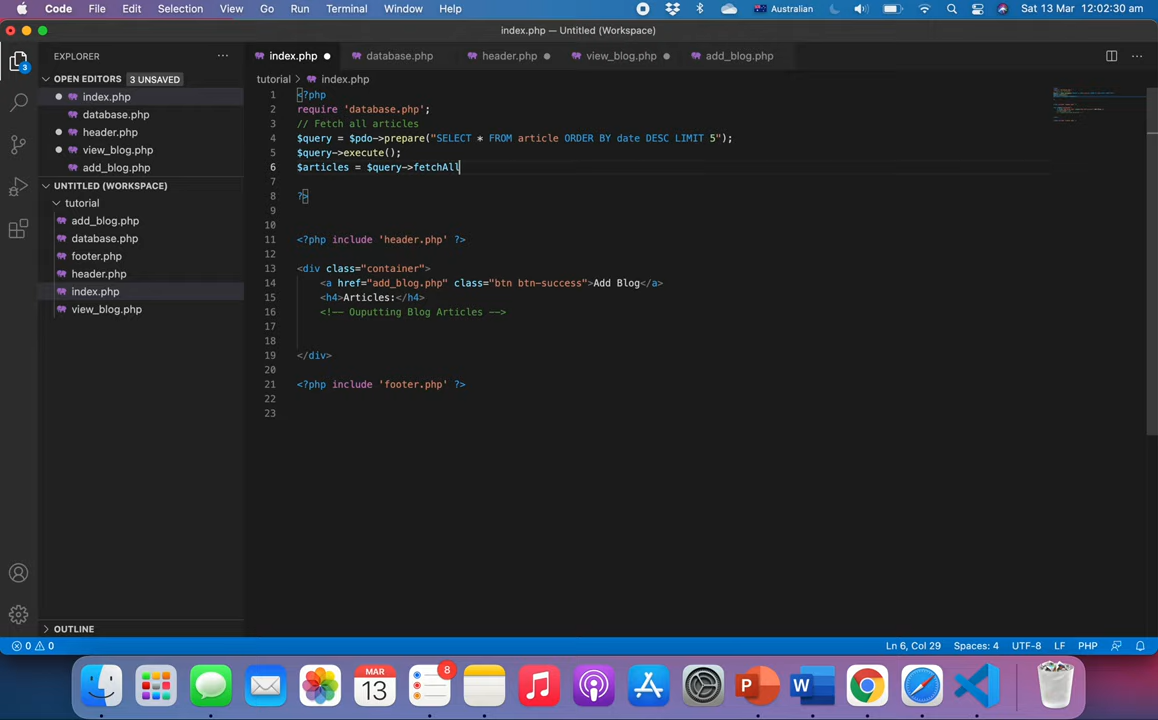 Code File Edit Selection View Go Run Terminal Window Help Australian Sat 13 Mar 12:02:30 am
index.php — Untitled (Workspace)
EXPLORER ...
OPEN EDITORS 3 UNSAVED
index.php
database.php
header.php
view_blog.php
add_blog.php
UNTITLED (WORKSPACE)
tutorial
add_blog.php
database.php
footer.php
header.php
index.php
view_blog.php
OUTLINE
3
index.php database.php header.php view_blog.php add_blog.php
tutorial > index.php
1 <?php
2 require 'database.php';
3 // Fetch all articles
4 $query = $pdo->prepare("SELECT * FROM article ORDER BY date DESC LIMIT 5");
5 $query->execute();
6 $articles = $query->fetchAll
7
8 ?>
9
10
11 <?php include 'header.php' ?>
12
13 <div class="container">
14 <a href="add_blog.php" class="btn btn-success">Add Blog</a>
15 <h4>Articles:</h4>
16 <!-- Ouputting Blog Articles -->
17
18
19 </div>
20
21 <?php include 'footer.php' ?>
22
23
0 0 Ln 6, Col 29 Spaces: 4 UTF-8 LF PHP
MAR
13
8
P
W